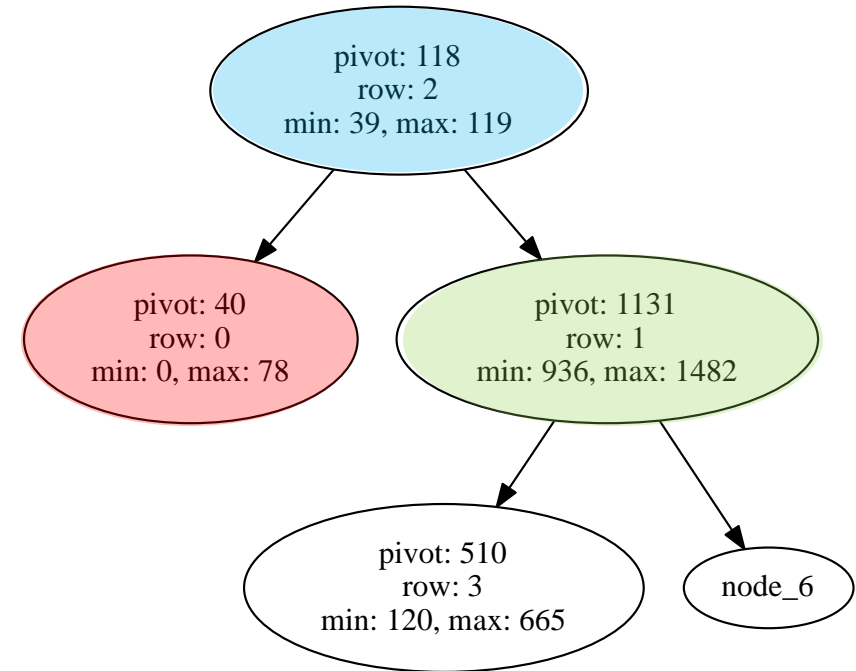 pivot: 118
row: 2
min: 39, max: 119
pivot: 40
row: 0
min: 0, max: 78
pivot: 1131
row: 1
min: 936, max: 1482
pivot: 510
row: 3
min: 120, max: 665
node_6